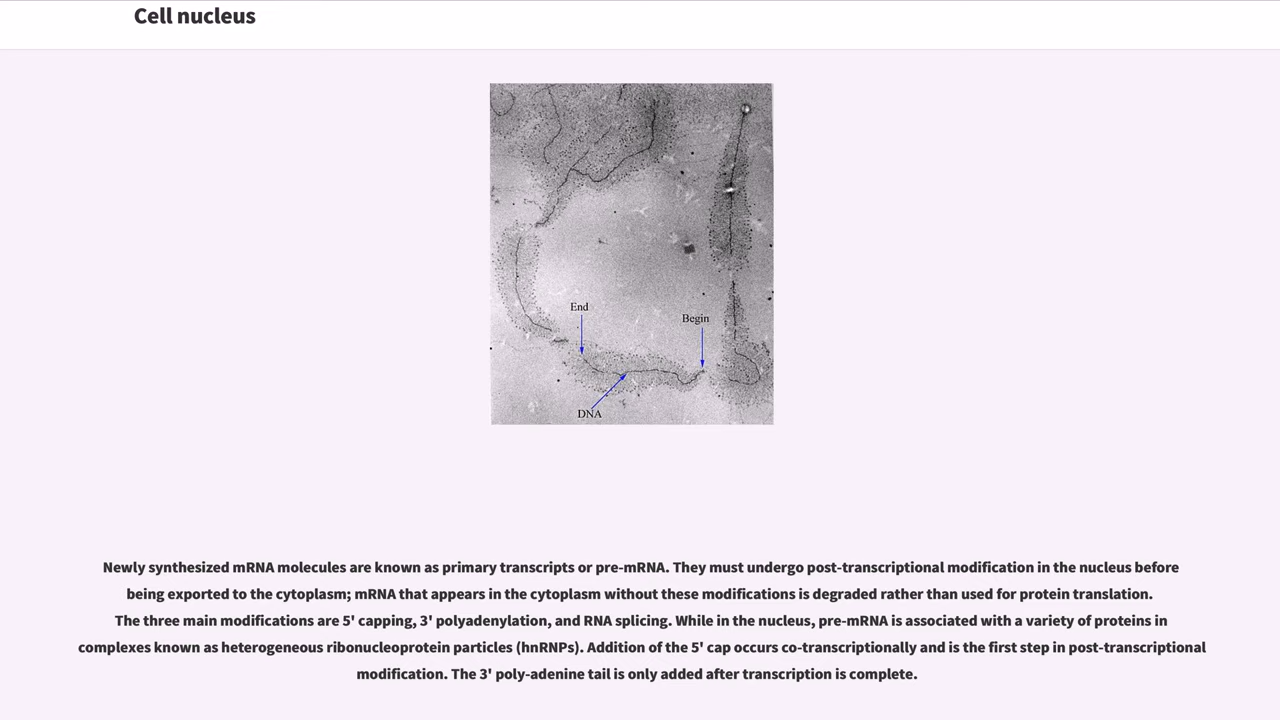 Cell nucleus
End
Begin
DNA
Newly synthesized mRNA molecules are known as primary transcripts or pre-mRNA. They must undergo post-transcriptional modification in the nucleus before
being exported to the cytoplasm; mRNA that appears in the cytoplasm without these modifications is degraded rather than used for protein translation.
The three main modifications are 5' capping, 3' polyadenylation, and RNA splicing. While in the nucleus, pre-mRNA is associated with a variety of proteins in
complexes known as heterogeneous ribonucleoprotein particles (hnRNPs). Addition of the 5' cap occurs co-transcriptionally and is the first step in post-transcriptional
modification. The 3' poly-adenine tail is only added after transcription is complete.